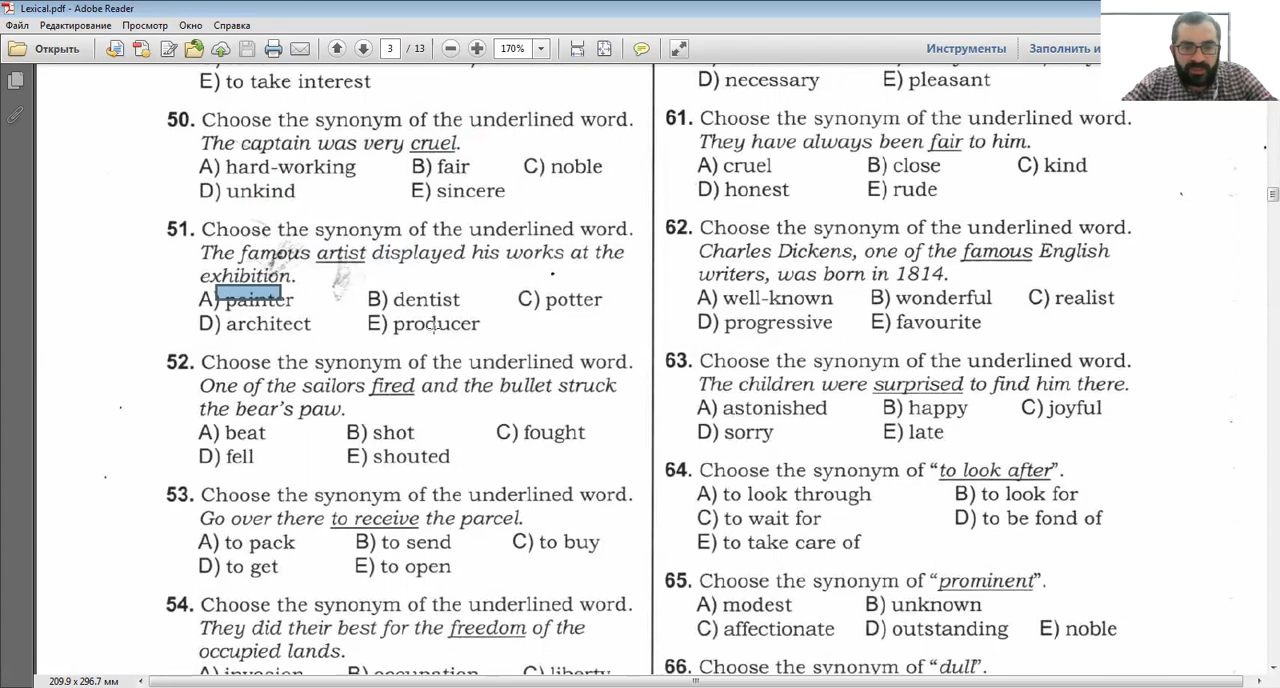 Lexical.pdf - Adobe Reader
Файл Редактирование Просмотр Окно Справка
Открыть 3 / 13 170% Инструменты Заполнить и
E) to take interest
50. Choose the synonym of the underlined word.
The captain was very cruel.
A) hard-working B) fair C) noble
D) unkind E) sincere
51. Choose the synonym of the underlined word.
The famous artist displayed his works at the
exhibition.
A) painter B) dentist C) potter
D) architect E) producer
52. Choose the synonym of the underlined word.
One of the sailors fired and the bullet struck
the bear's paw.
A) beat B) shot C) fought
D) fell E) shouted
53. Choose the synonym of the underlined word.
Go over there to receive the parcel.
A) to pack B) to send C) to buy
D) to get E) to open
54. Choose the synonym of the underlined word.
They did their best for the freedom of the
occupied lands.
A) invasion B) occupation C) liberty
D) necessary E) pleasant
61. Choose the synonym of the underlined word.
They have always been fair to him.
A) cruel B) close C) kind
D) honest E) rude
62. Choose the synonym of the underlined word.
Charles Dickens, one of the famous English
writers, was born in 1814.
A) well-known B) wonderful C) realist
D) progressive E) favourite
63. Choose the synonym of the underlined word.
The children were surprised to find him there.
A) astonished B) happy C) joyful
D) sorry E) late
64. Choose the synonym of "to look after".
A) to look through B) to look for
C) to wait for D) to be fond of
E) to take care of
65. Choose the synonym of "prominent".
A) modest B) unknown
C) affectionate D) outstanding E) noble
66. Choose the synonym of "dull".
209.9 x 296.7 мм